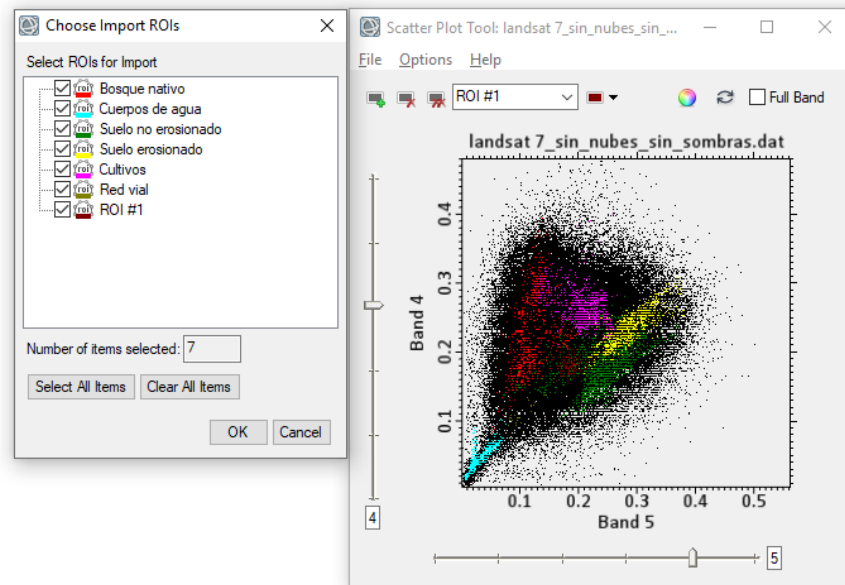 Choose Import ROIs
Select ROIs for Import
Bosque nativo
Cuerpos de agua
Suelo no erosionado
Suelo erosionado
Cultivos
Red vial
ROI #1
Number of items selected: 7
Select All Items Clear All Items
OK Cancel
Scatter Plot Tool: landsat 7_sin_nubes_sin_...
File Options Help
ROI #1 Full Band
landsat 7_sin_nubes_sin_sombras.dat
0.4
0.3
0.2
0.1
Band 4
0.1 0.2 0.3 0.4 0.5
Band 5
4
5